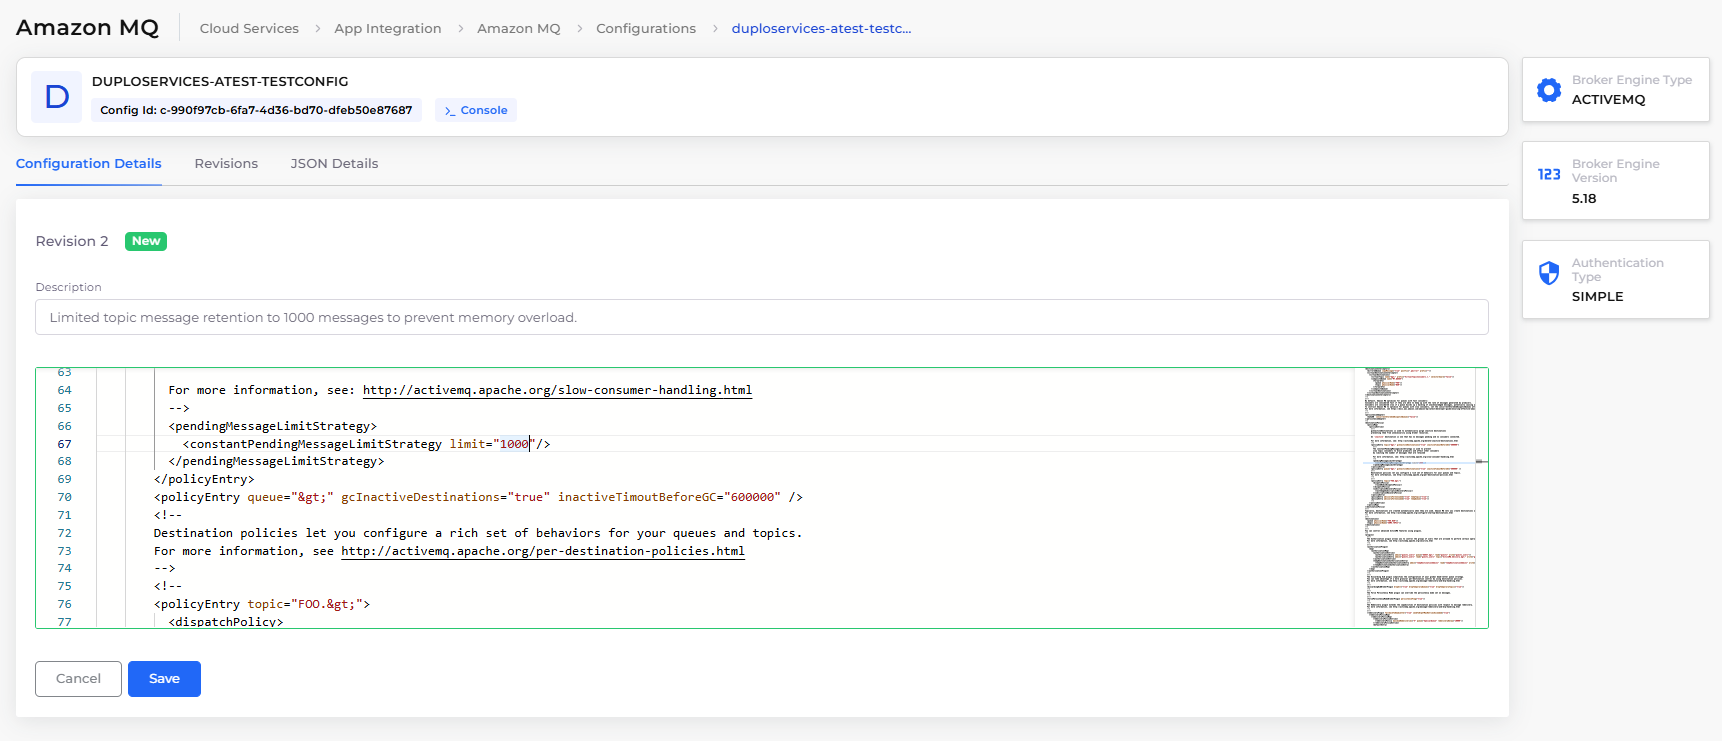 Amazon MQ
Cloud Services > App Integration > Amazon MQ > Configurations > duploservices-atest-testc...
D
DUPLOSERVICES-ATEST-TESTCONFIG
Config Id: c-990f97cb-6fa7-4d36-bd70-dfeb50e87687
>_ Console
Broker Engine Type
ACTIVEMQ
123
Broker Engine
Version
5.18
Authentication
Type
SIMPLE
Configuration Details
Revisions
JSON Details
Revision 2 New
Description
Limited topic message retention to 1000 messages to prevent memory overload.
63
64 For more information, see: http://activemq.apache.org/slow-consumer-handling.html
65 -->
66 <pendingMessageLimitStrategy>
67 <constantPendingMessageLimitStrategy limit="1000"/>
68 </pendingMessageLimitStrategy>
69 </policyEntry>
70 <policyEntry queue="&gt;" gcInactiveDestinations="true" inactiveTimoutBeforeGC="600000" />
71 <!--
72 Destination policies let you configure a rich set of behaviors for your queues and topics.
73 For more information, see http://activemq.apache.org/per-destination-policies.html
74 -->
75 <!--
76 <policyEntry topic="FOO.&gt;">
77 <dispatchPolicy>
Cancel
Save